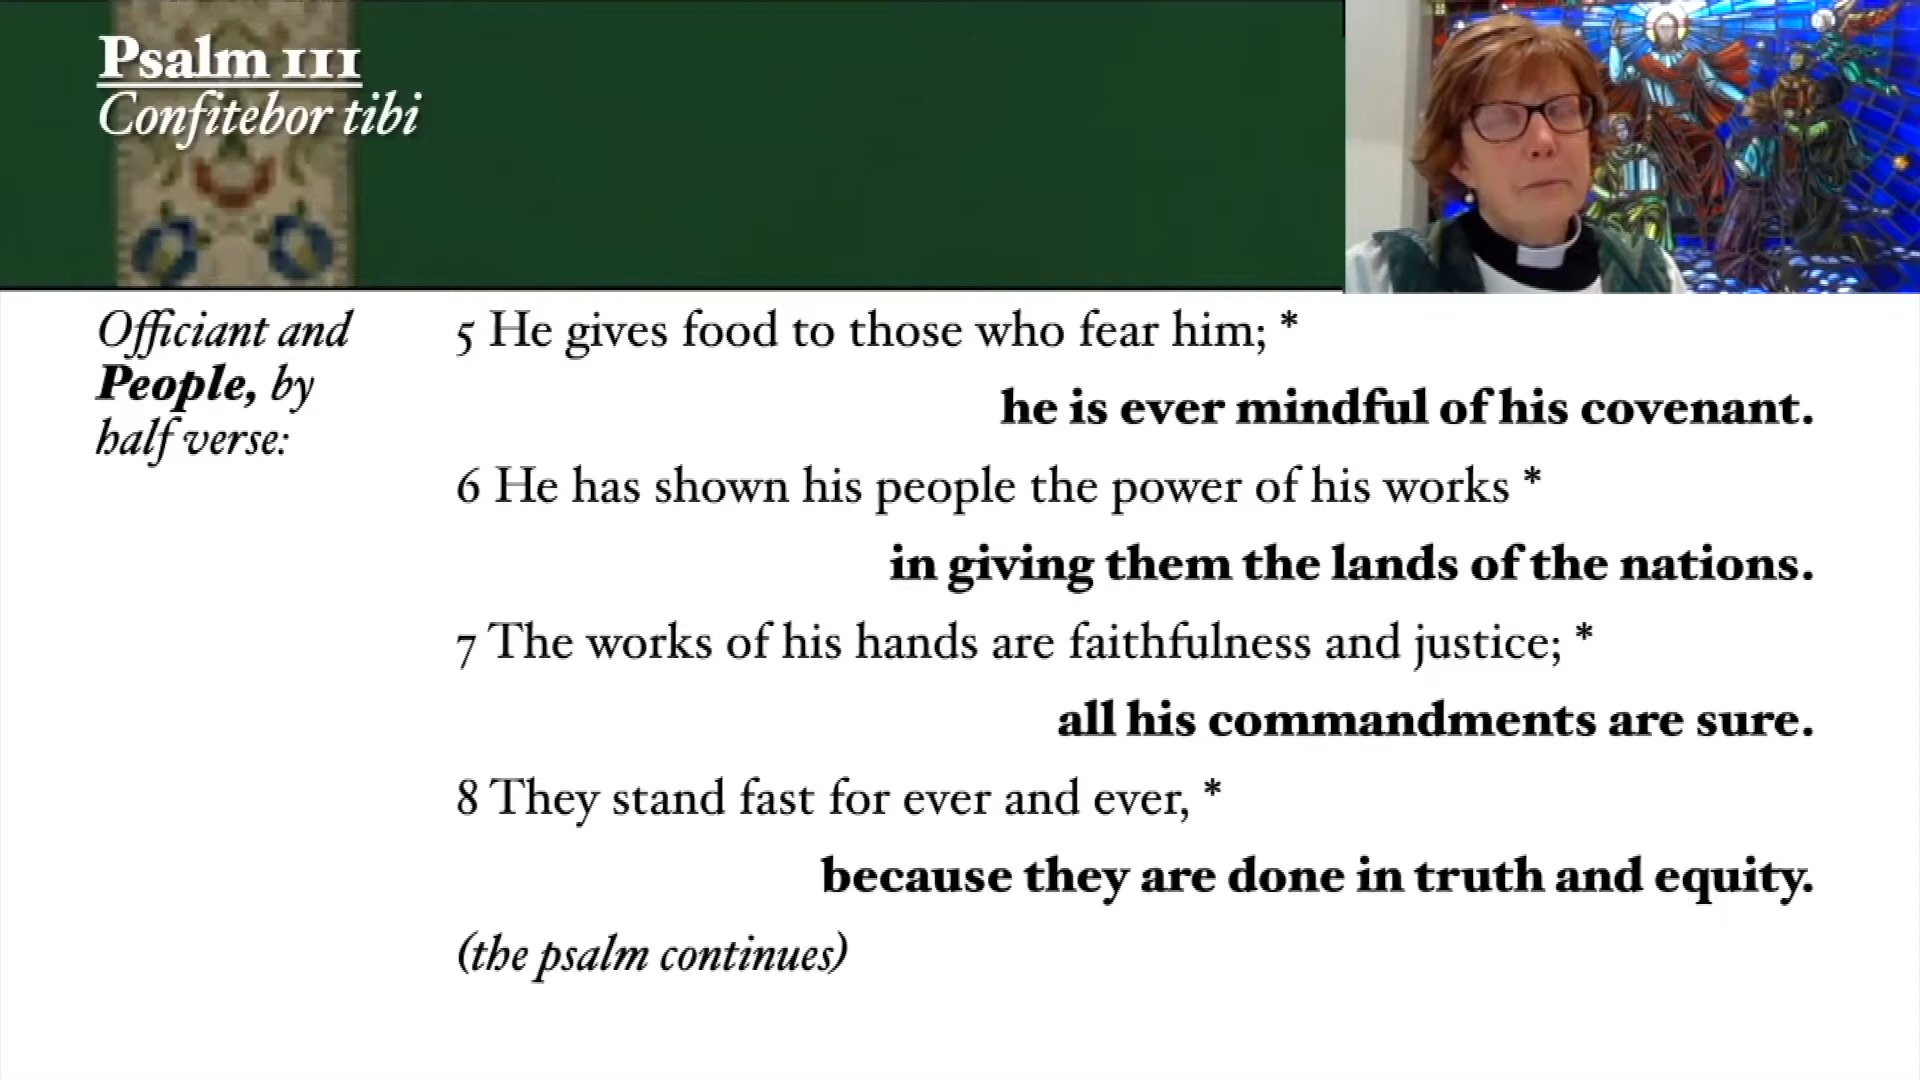 Psalm 111
Confitebor tibi
Officiant and
People, by
half verse:
5 He gives food to those who fear him; *
he is ever mindful of his covenant.
6 He has shown his people the power of his works *
in giving them the lands of the nations.
7 The works of his hands are faithfulness and justice; *
all his commandments are sure.
8 They stand fast for ever and ever, *
because they are done in truth and equity.
(the psalm continues)